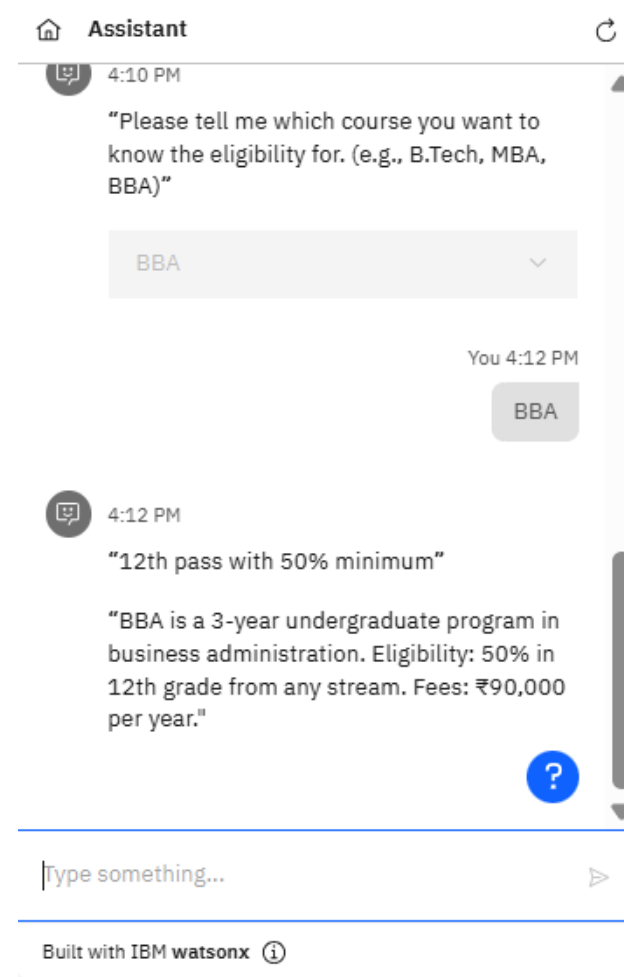 Assistant
4:10 PM
“Please tell me which course you want to
know the eligibility for. (e.g., B.Tech, MBA,
BBA)”
BBA
You 4:12 PM
BBA
4:12 PM
“12th pass with 50% minimum”
“BBA is a 3-year undergraduate program in
business administration. Eligibility: 50% in
12th grade from any stream. Fees: ₹90,000
per year."
?
Type something...
Built with IBM watsonx